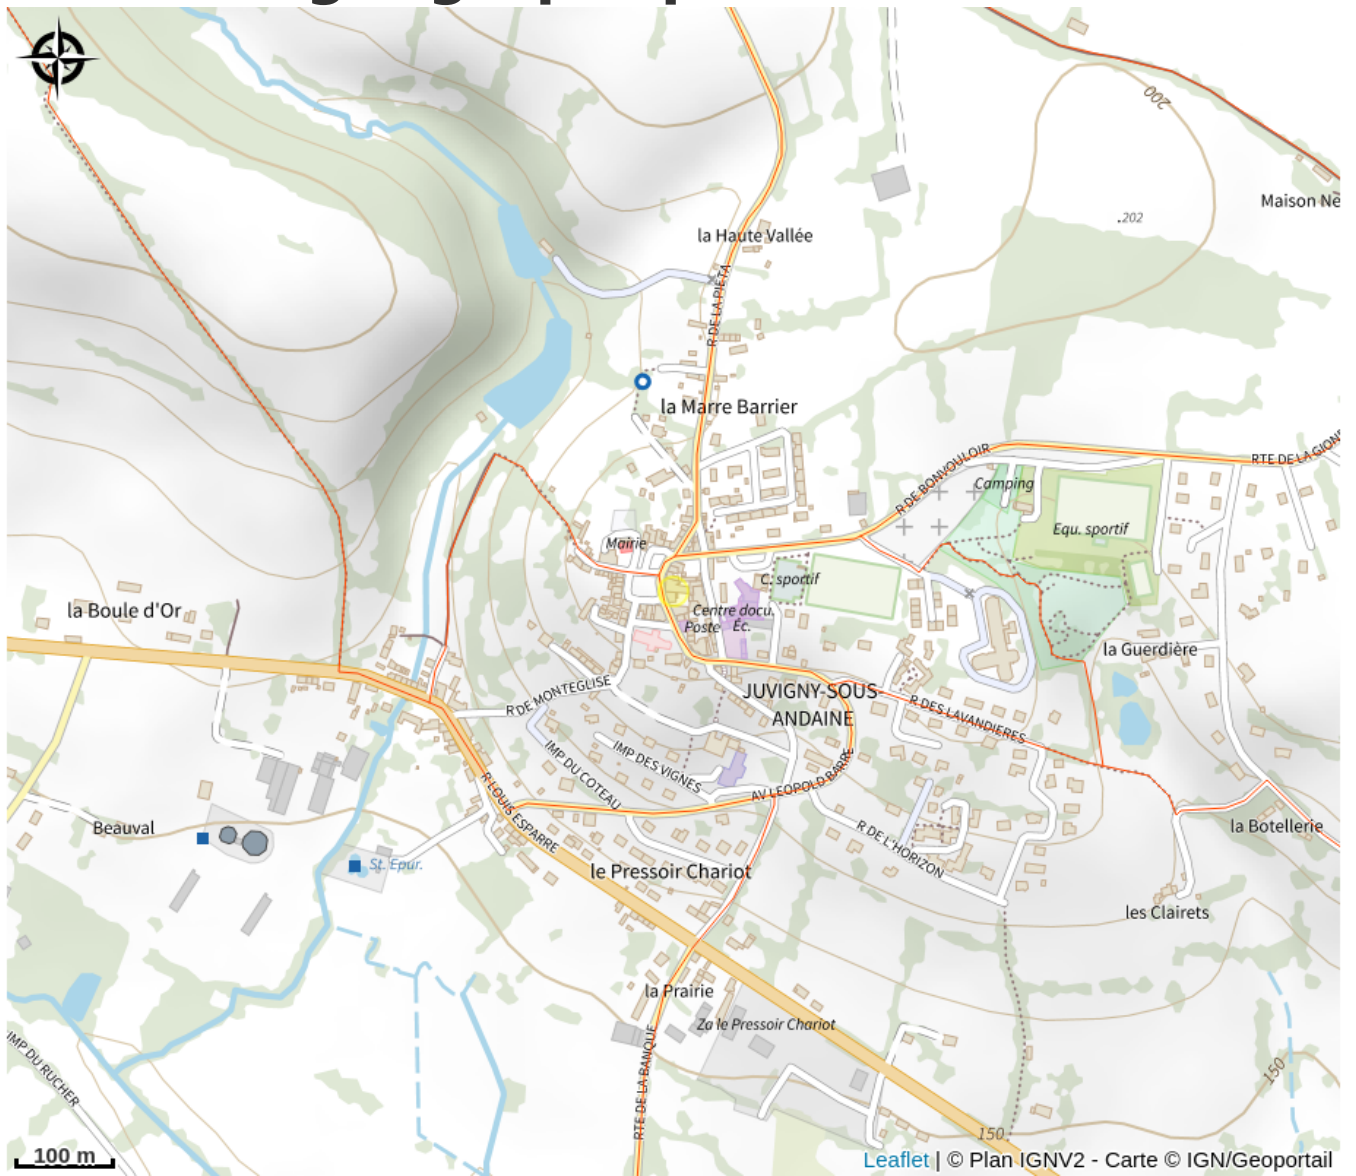 200
Maison Ne
.202
la Haute Vallée
R DE LA PIETA
la Marre Barrier
R DE BONVOULOIR
RTE DE LA GIONN
Camping
Equ. sportif
Mairie
C. sportif
la Boule d'Or
Centre docu.
Poste
Éc.
la Guerdière
R DE MONTEGLISE
JUVIGNY-SOUS-
ANDAINE
R DES LAVANDIERES
IMP DU COTEAU
IMP DES VIGNES
AV LEOPOLD BARRE
R LOUIS ESPARRE
Beauval
St. Epur.
R DE L'HORIZON
la Botellerie
le Pressoir Chariot
les Clairets
la Prairie
Za le Pressoir Chariot
RTE DE LA BANQUE
IMP DU RUCHER
150
150
100 m
Leaflet | © Plan IGNV2 - Carte © IGN/Geoportail